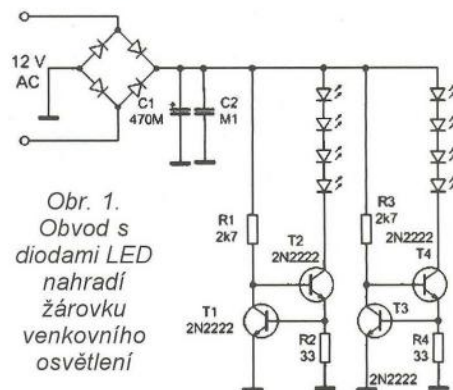 12 V
AC
C1
470M
C2
M1
R1
2k7
R3
2k7
T2
2N2222
2N2222
T4
T1
2N2222
T3
R2
33
R4
33
2N2222
Obr. 1.
Obvod s
diodami LED
nahradí
žárovku
venkovního
osvětlení